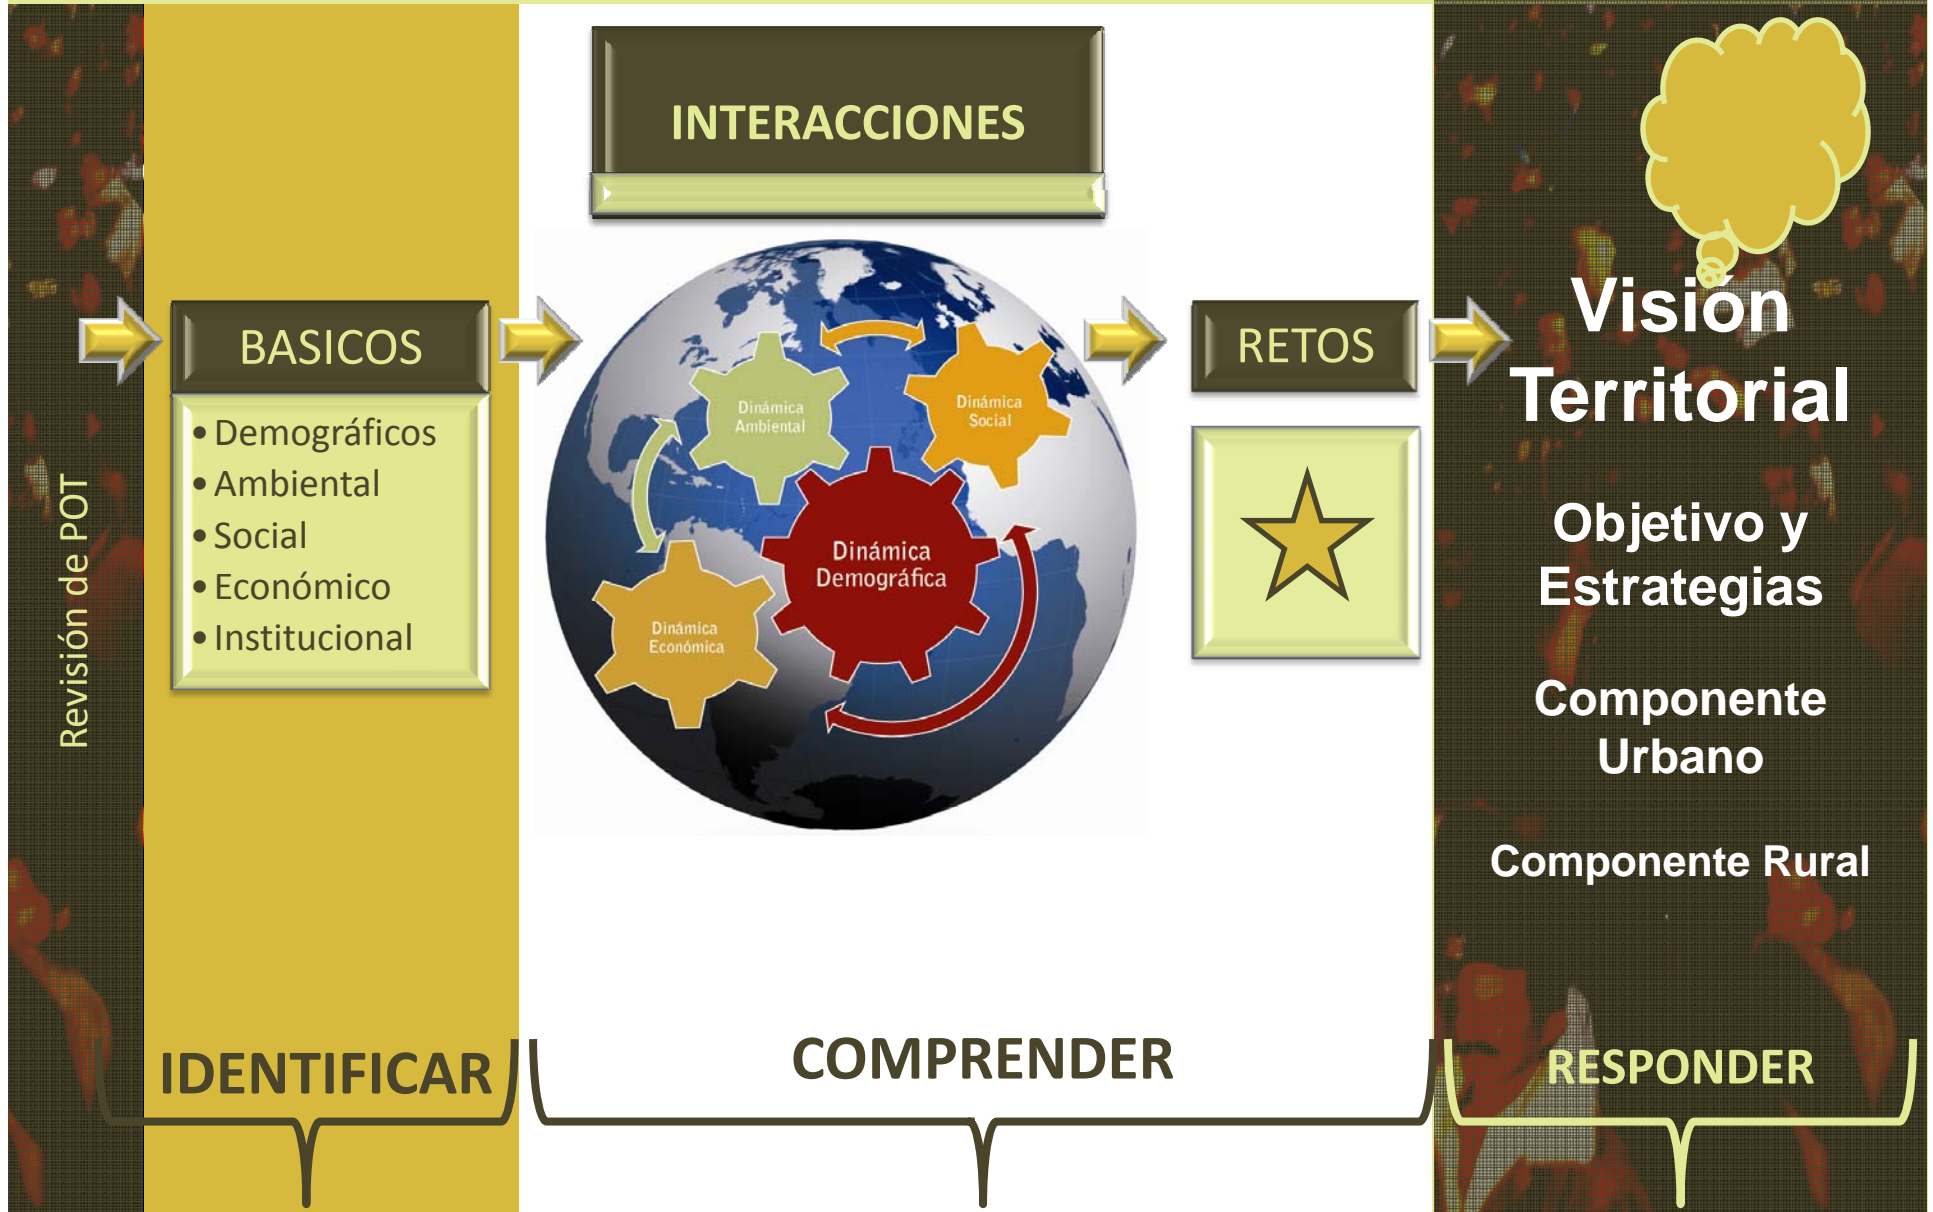 Revisión de POT
BASICOS
• Demográficos
• Ambiental
• Social
• Económico
• Institucional
IDENTIFICAR
INTERACCIONES
Dinámica
Ambiental
Dinámica
Social
Dinámica
Demográfica
Dinámica
Económica
RETOS
COMPRENDER
Visión
Territorial
Objetivo y
Estrategias
Componente
Urbano
Componente Rural
RESPONDER